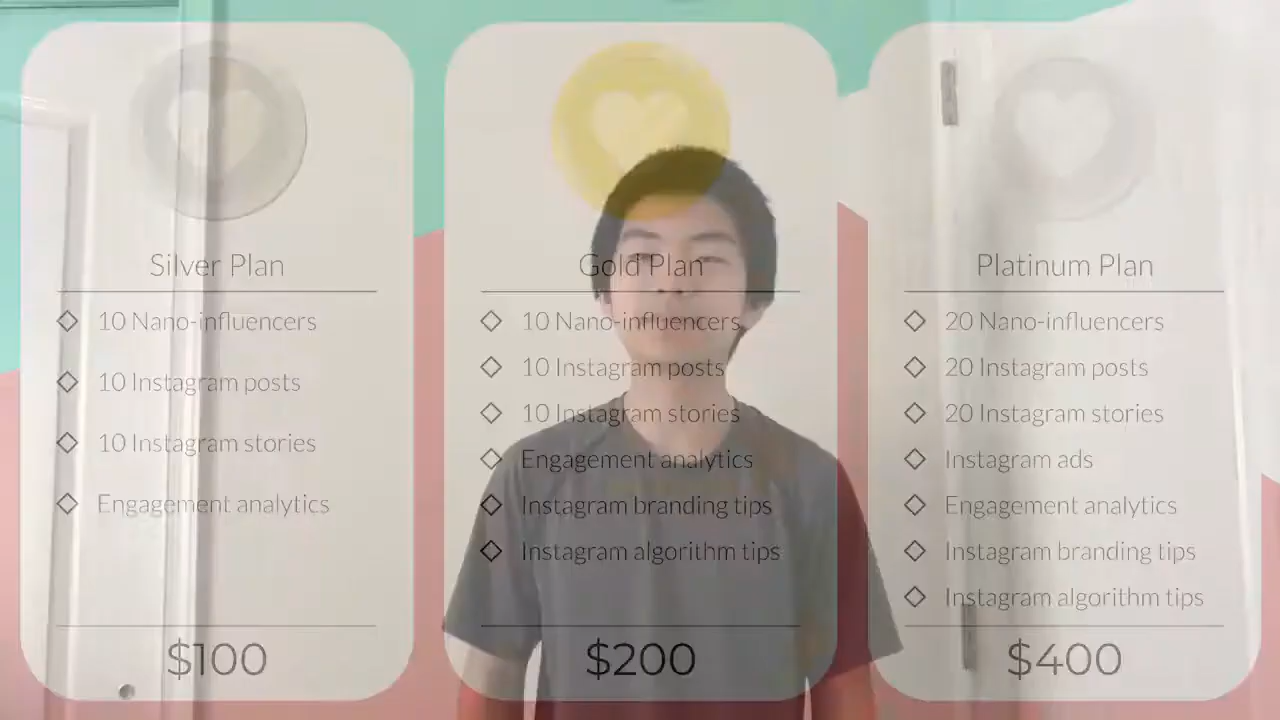 Silver Plan
10 Nano-influencers
10 Instagram posts
10 Instagram stories
Engagement analytics
$100
Gold Plan
10 Nano-influencers
10 Instagram posts
10 Instagram stories
Engagement analytics
Instagram branding tips
Instagram algorithm tips
$200
Platinum Plan
20 Nano-influencers
20 Instagram posts
20 Instagram stories
Instagram ads
Engagement analytics
Instagram branding tips
Instagram algorithm tips
$400